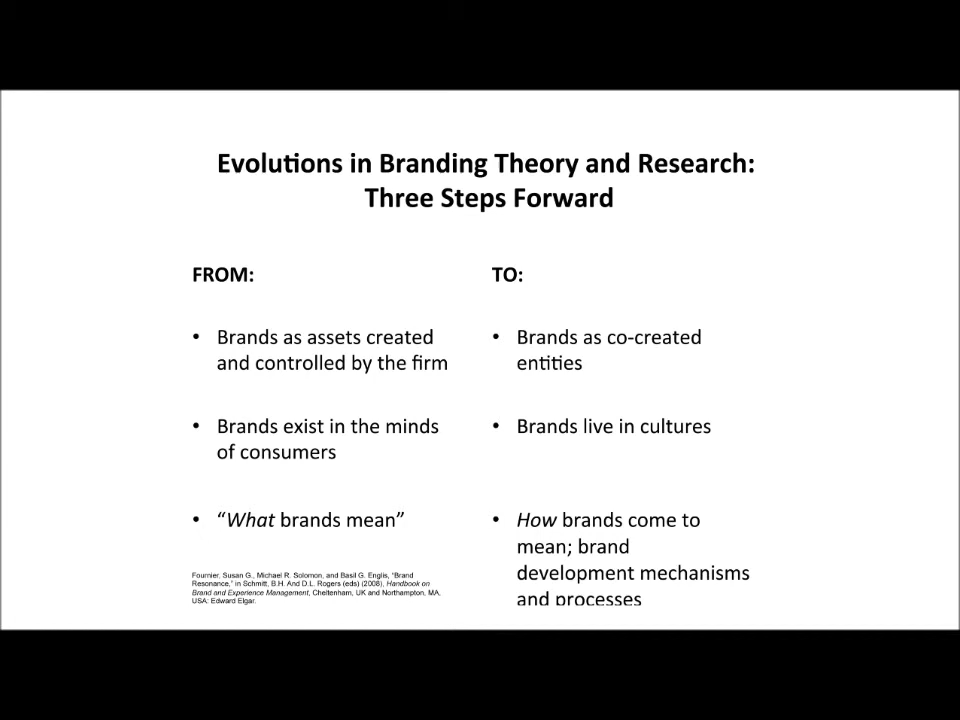 Evolutions in Branding Theory and Research:
Three Steps Forward
FROM:
• Brands as assets created
and controlled by the firm
• Brands exist in the minds
of consumers
• “What brands mean”
Fournier, Susan G., Michael R. Solomon, and Basil G. Englis, “Brand
Resonance,” in Schmitt, B.H. And D.L. Rogers (eds) (2008), Handbook on
Brand and Experience Management, Cheltenham, UK and Northampton, MA,
USA: Edward Elgar.
TO:
• Brands as co-created
entities
• Brands live in cultures
• How brands come to
mean; brand
development mechanisms
and processes